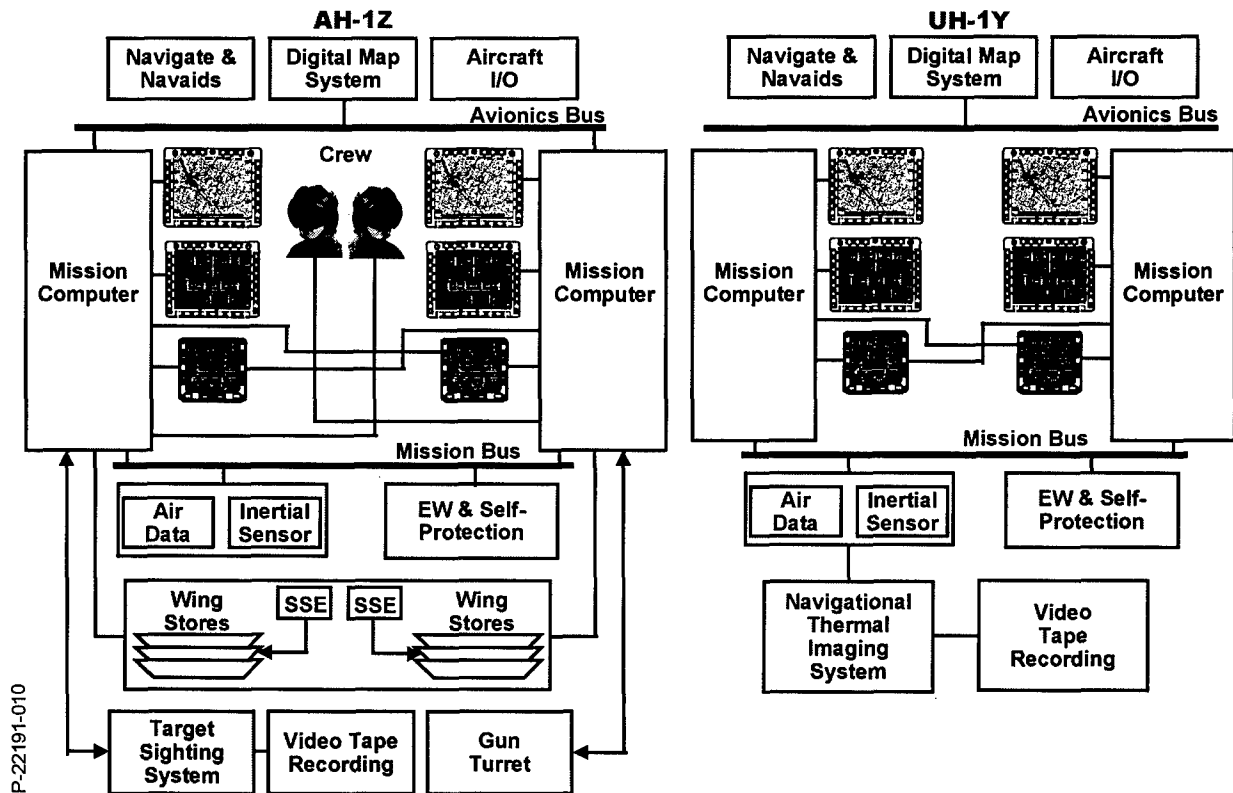 AH-1Z
Navigate &
Navaids
Digital Map
System
Aircraft
I/O
Avionics Bus
Crew
Mission
Computer
Mission
Computer
Mission Bus
Air
Data
Inertial
Sensor
EW & Self-
Protection
Wing
Stores
SSE
SSE
Wing
Stores
Target
Sighting
System
Video Tape
Recording
Gun
Turret
P-22191-010
UH-1Y
Navigate &
Navaids
Digital Map
System
Aircraft
I/O
Avionics Bus
Mission
Computer
Mission
Computer
Mission Bus
Air
Data
Inertial
Sensor
EW & Self-
Protection
Navigational
Thermal
Imaging
System
Video
Tape
Recording